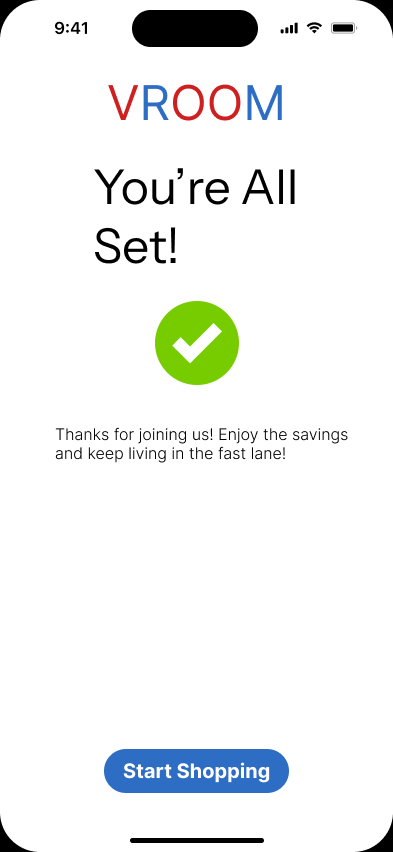 9:41
VROOM
You’re All
Set!
Thanks for joining us! Enjoy the savings
and keep living in the fast lane!
Start Shopping